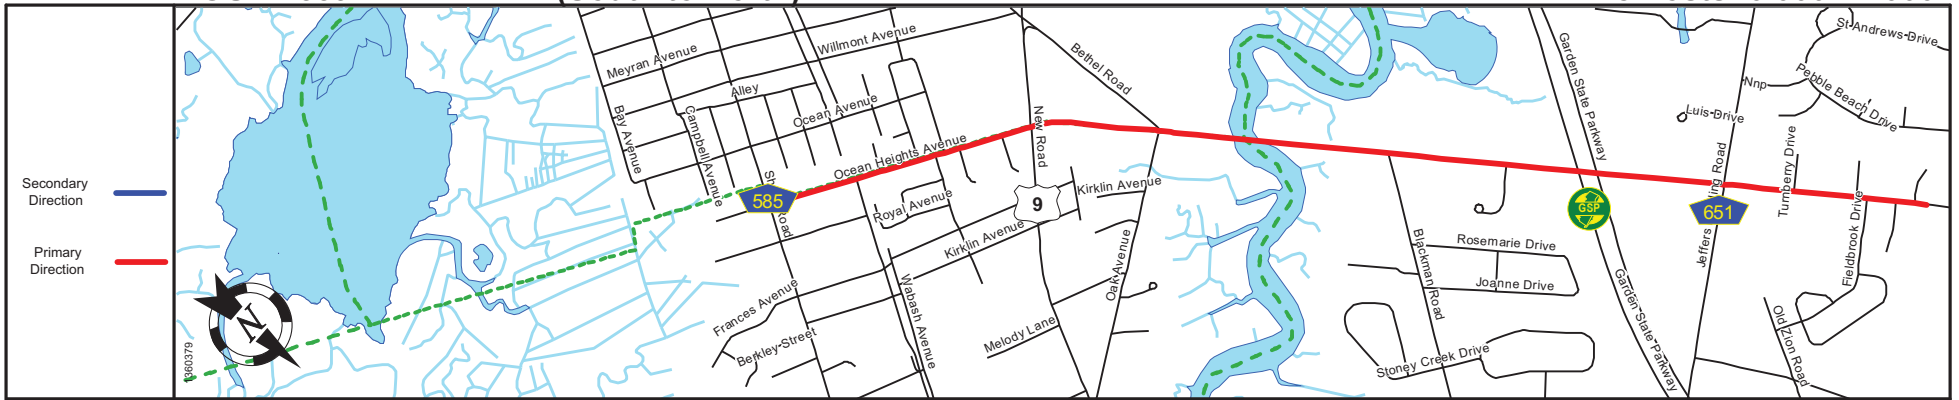 Secondary
Direction
Primary
Direction
1360379
N
Meyran Avenue
Willmont Avenue
Alley
Ocean Avenue
Bay Avenue
Campbell Avenue
Ocean Heights Avenue
585
Royal Avenue
Kirklin Avenue
Frances Avenue
Berkley Street
Wabash Avenue
Melody Lane
New Road
Bethel Road
9
Kirklin Avenue
Oak Avenue
Blackman Road
Rosemarie Drive
Joanne Drive
Stoney Creek Drive
Garden State Parkway
GSP
Garden State Parkway
651
Nnp
Luis Drive
St Andrews Drive
Pebble Beach Drive
Turnberry Drive
Fieldbrook Drive
Old Zion Road